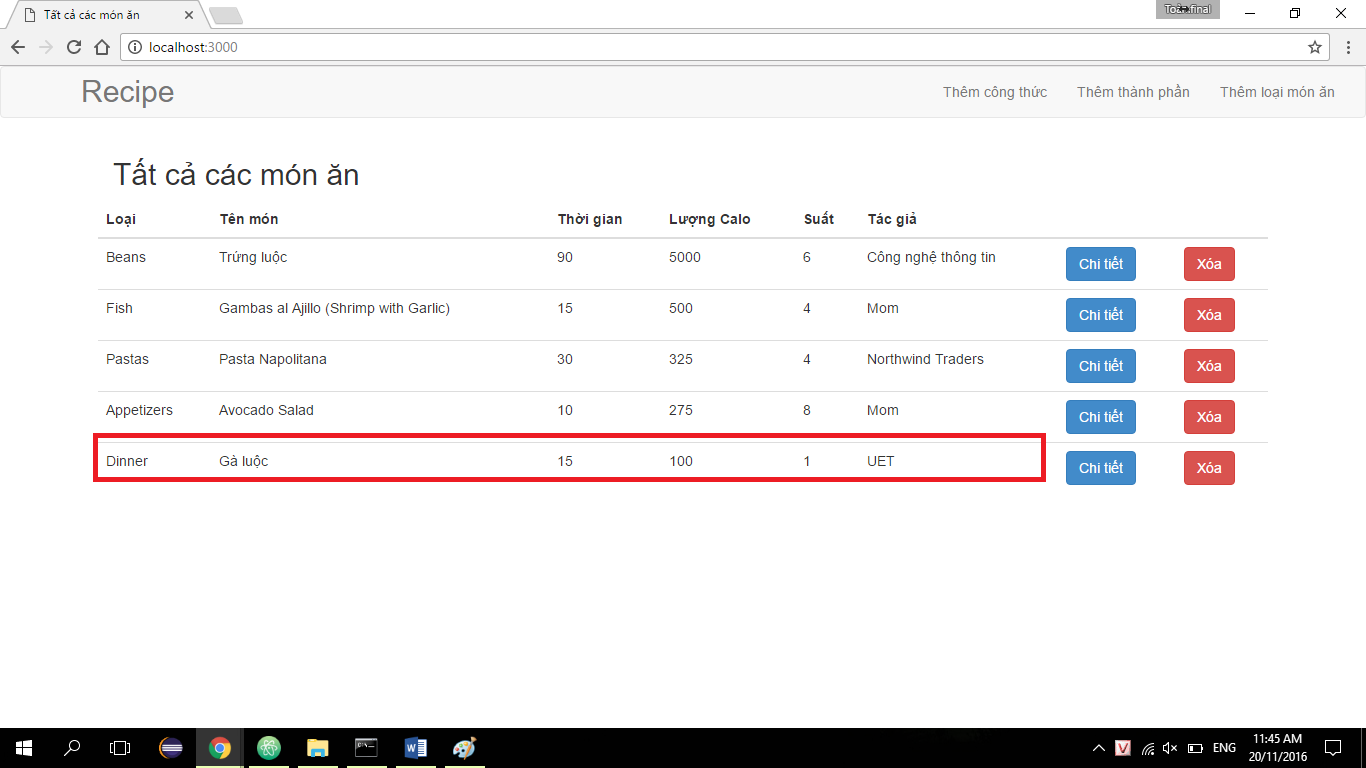 Tất cả các món ăn
localhost:3000
Recipe Thêm công thức Thêm thành phần Thêm loại món ăn
Tất cả các món ăn
Loại Tên món Thời gian Lượng Calo Suất Tác giả
Beans Trứng luộc 90 5000 6 Công nghệ thông tin Chi tiết Xóa
Fish Gambas al Ajillo (Shrimp with Garlic) 15 500 4 Mom Chi tiết Xóa
Pastas Pasta Napolitana 30 325 4 Northwind Traders Chi tiết Xóa
Appetizers Avocado Salad 10 275 8 Mom Chi tiết Xóa
Dinner Gà luộc 15 100 1 UET Chi tiết Xóa
V ENG 11:45 AM
20/11/2016